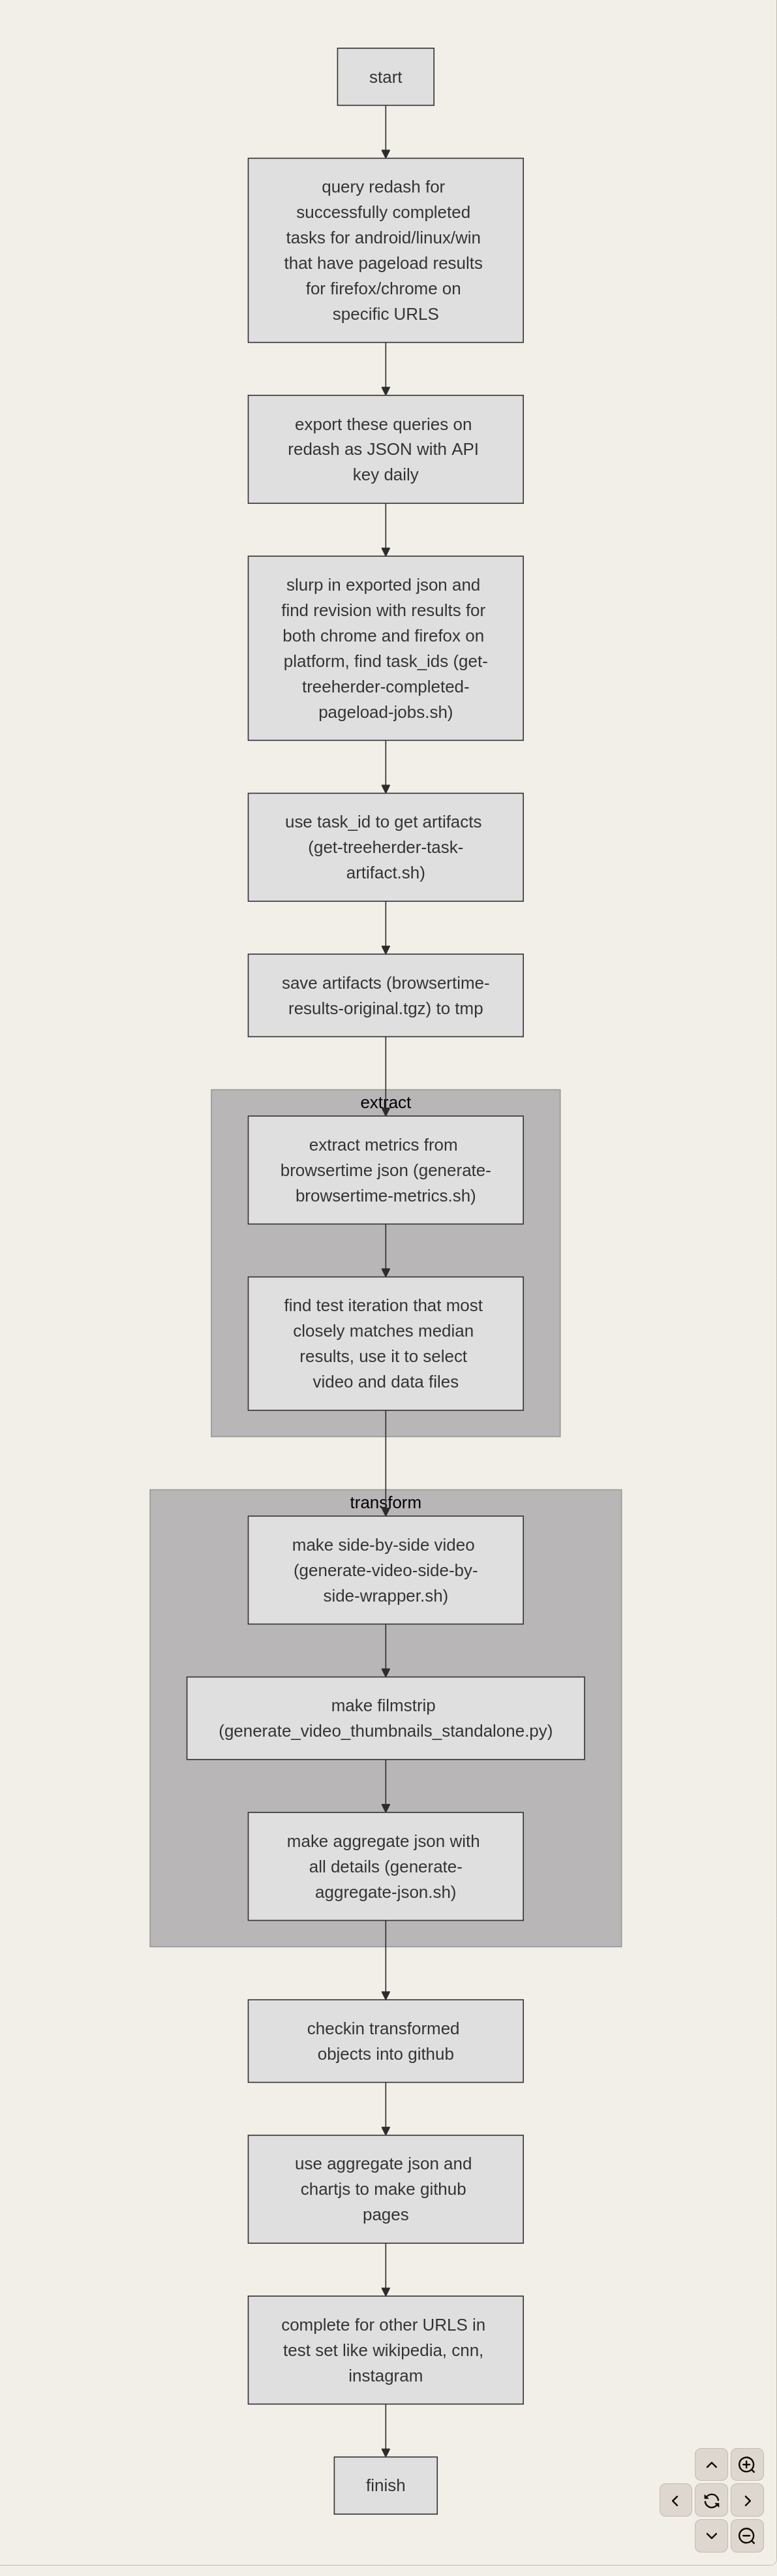 start
query redash for
successfully completed
tasks for android/linux/win
that have pageload results
for firefox/chrome on
specific URLS
export these queries on
redash as JSON with API
key daily
slurp in exported json and
find revision with results for
both chrome and firefox on
platform, find task_ids (get-
treeherder-completed-
pageload-jobs.sh)
use task_id to get artifacts
(get-treeherder-task-
artifact.sh)
save artifacts (browsertime-
results-original.tgz) to tmp
extract
extract metrics from
browsertime json (generate-
browsertime-metrics.sh)
find test iteration that most
closely matches median
results, use it to select
video and data files
transform
make side-by-side video
(generate-video-side-by-
side-wrapper.sh)
make filmstrip
(generate_video_thumbnails_standalone.py)
make aggregate json with
all details (generate-
aggregate-json.sh)
checkin transformed
objects into github
use aggregate json and
chartjs to make github
pages
complete for other URLS in
test set like wikipedia, cnn,
instagram
finish